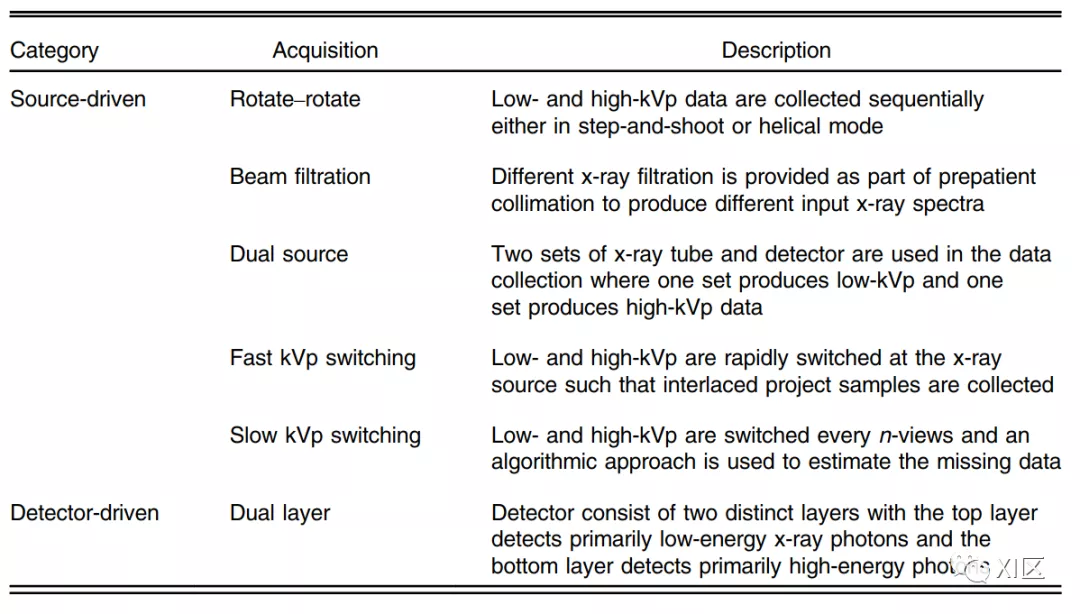 Category Acquisition Description
Source-driven Rotate–rotate Low- and high-kVp data are collected sequentially
either in step-and-shoot or helical mode
Beam filtration Different x-ray filtration is provided as part of prepatient
collimation to produce different input x-ray spectra
Dual source Two sets of x-ray tube and detector are used in the data
collection where one set produces low-kVp and one
set produces high-kVp data
Fast kVp switching Low- and high-kVp are rapidly switched at the x-ray
source such that interlaced project samples are collected
Slow kVp switching Low- and high-kVp are switched every n-views and an
algorithmic approach is used to estimate the missing data
Detector-driven Dual layer Detector consist of two distinct layers with the top layer
detects primarily low-energy x-ray photons and the
bottom layer detects primarily high-energy photons
XI区